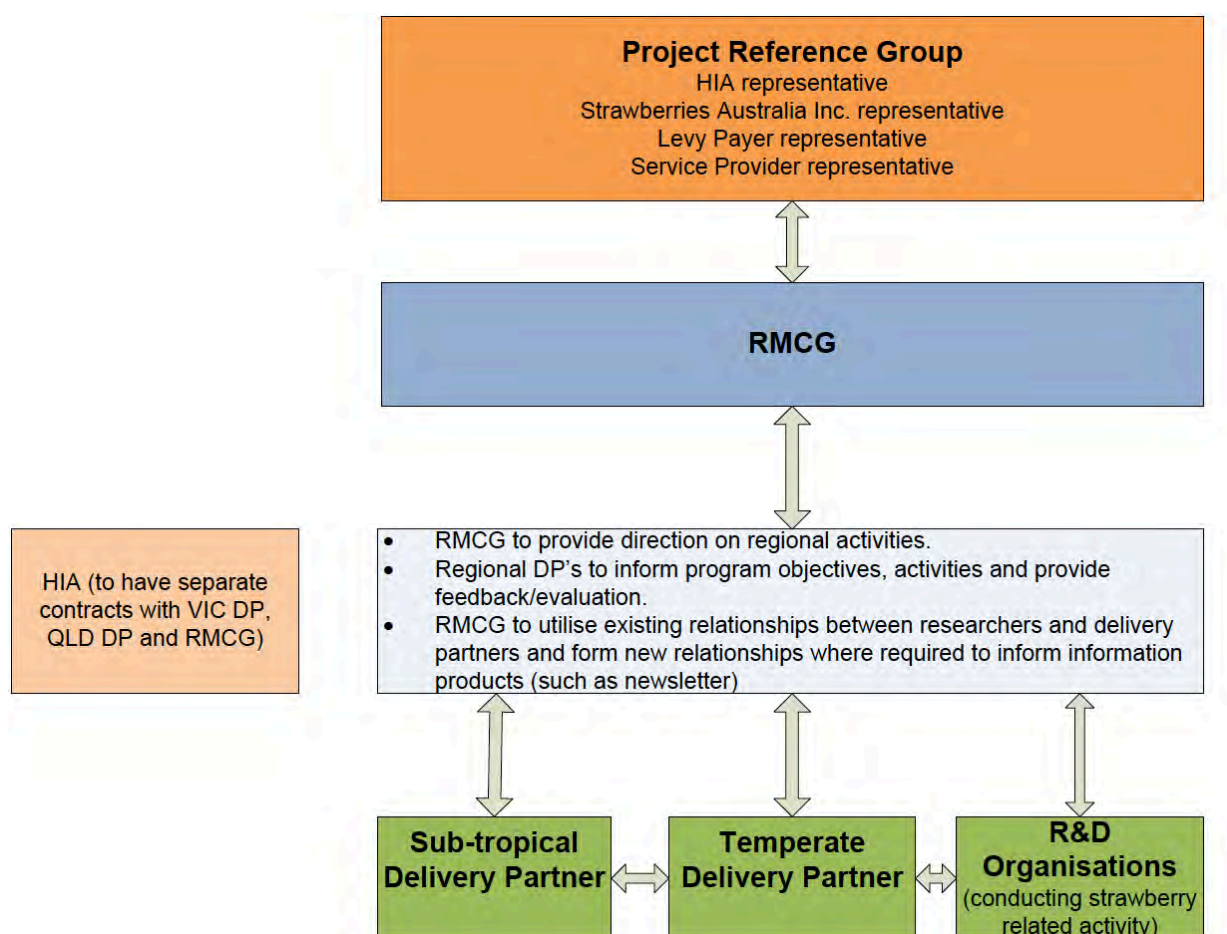 Project Reference Group
HIA representative
Strawberries Australia Inc. representative
Levy Payer representative
Service Provider representative
RMCG
HIA (to have separate
contracts with VIC DP,
QLD DP and RMCG)
• RMCG to provide direction on regional activities.
• Regional DP's to inform program objectives, activities and provide
feedback/evaluation.
• RMCG to utilise existing relationships between researchers and delivery
partners and form new relationships where required to inform information
products (such as newsletter)
Sub-tropical
Delivery Partner
Temperate
Delivery Partner
R&D
Organisations
(conducting strawberry
related activity)